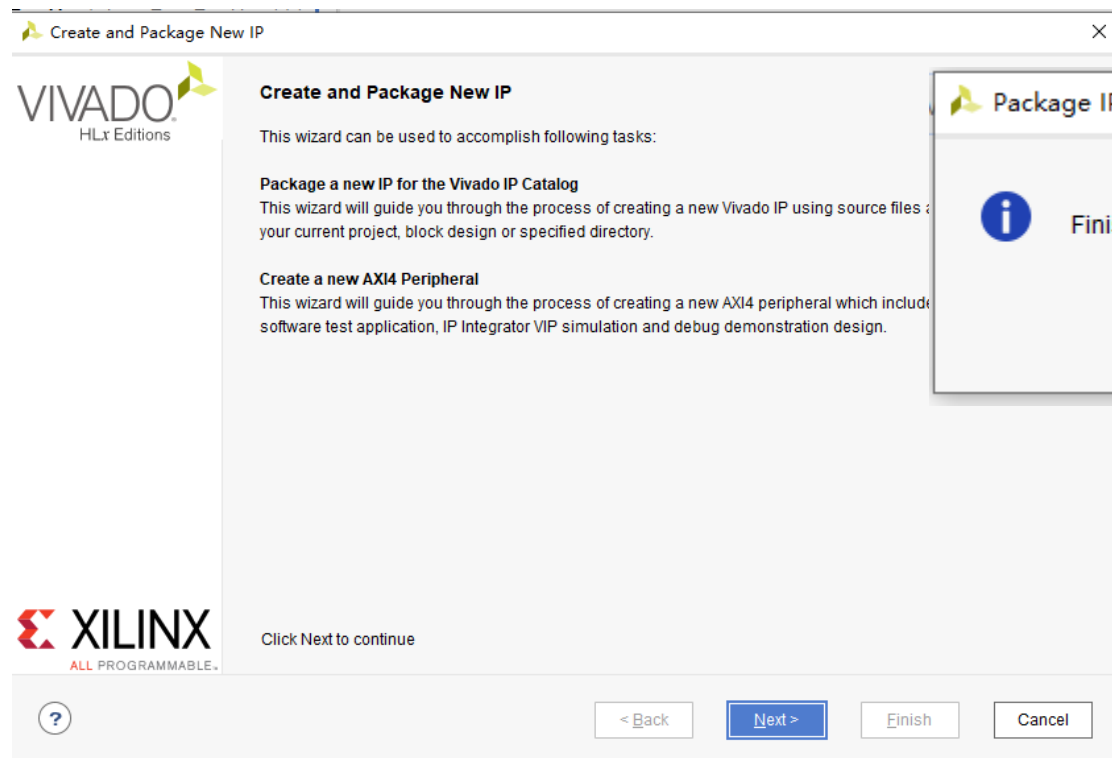 Create and Package New IP
VIVADO
HLx Editions
Create and Package New IP
This wizard can be used to accomplish following tasks:
Package a new IP for the Vivado IP Catalog
This wizard will guide you through the process of creating a new Vivado IP using source files
your current project, block design or specified directory.
Create a new AXI4 Peripheral
This wizard will guide you through the process of creating a new AXI4 peripheral which include
software test application, IP Integrator VIP simulation and debug demonstration design.
Package IP
Fini
XILINX
ALL PROGRAMMABLE™
Click Next to continue
?
< Back
Next >
Finish
Cancel